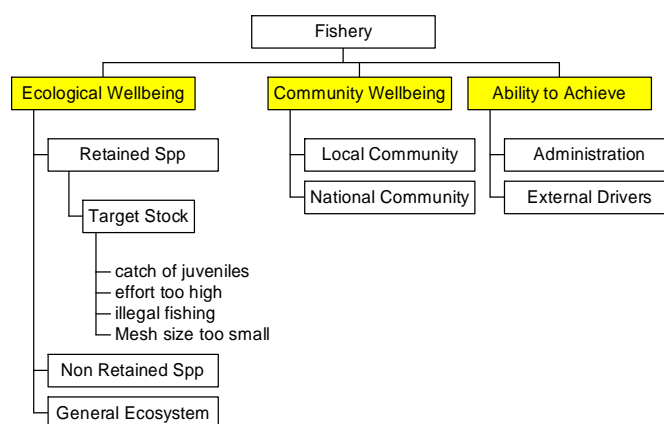 Fishery
Ecological Wellbeing
Community Wellbeing
Ability to Achieve
Retained Spp
Local Community
Administration
National Community
External Drivers
Target Stock
catch of juveniles
effort too high
illegal fishing
Mesh size too small
Non Retained Spp
General Ecosystem